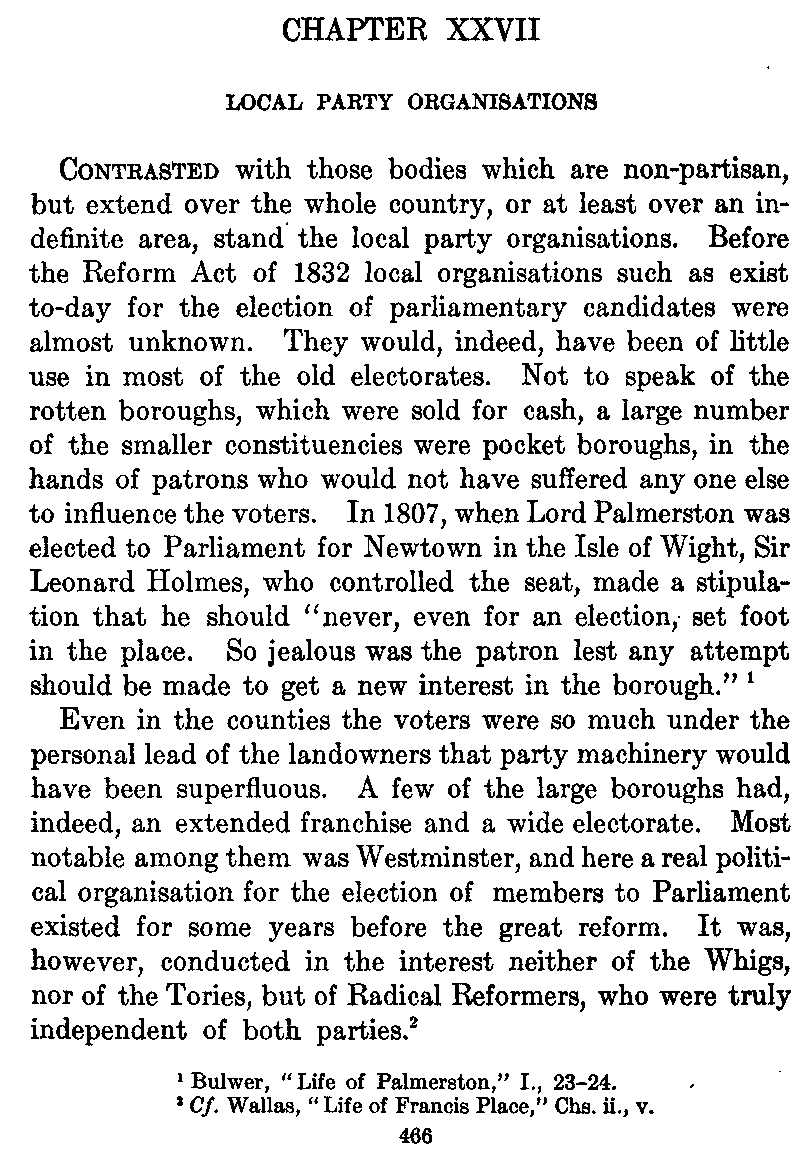 CHAPTER XXVII
LOCAL PARTY ORGANISATIONS
CONTRASTED with those bodies which are non-partisan,
but extend over the whole country, or at least over an in-
definite area, stand the local party organisations. Before
the Reform Act of 1832 local organisations such as exist
to-day for the election of parliamentary candidates were
almost unknown. They would, indeed, have been of little
use in most of the old electorates. Not to speak of the
rotten boroughs, which were sold for cash, a large number
of the smaller constituencies were pocket boroughs, in the
hands of patrons who would not have suffered any one else
to influence the voters. In 1807, when Lord Palmerston was
elected to Parliament for Newtown in the Isle of Wight, Sir
Leonard Holmes, who controlled the seat, made a stipula-
tion that he should “never, even for an election, set foot
in the place. So jealous was the patron lest any attempt
should be made to get a new interest in the borough.” ¹
Even in the counties the voters were so much under the
personal lead of the landowners that party machinery would
have been superfluous. A few of the large boroughs had,
indeed, an extended franchise and a wide electorate. Most
notable among them was Westminster, and here a real politi-
cal organisation for the election of members to Parliament
existed for some years before the great reform. It was,
however, conducted in the interest neither of the Whigs,
nor of the Tories, but of Radical Reformers, who were truly
independent of both parties.²
¹ Bulwer, “Life of Palmerston,” I., 23–24.
² Cf. Wallas, “Life of Francis Place,” Chs. ii., v.
466